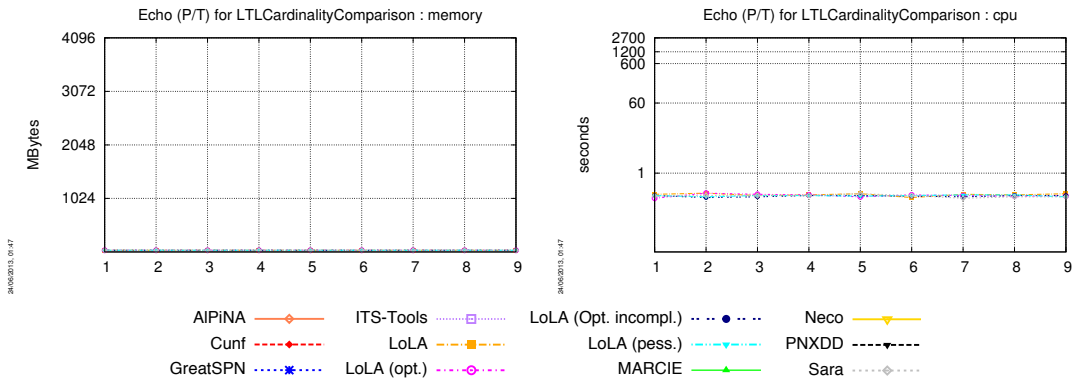 Echo (P/T) for LTLCardinalityComparison : memory
4096
3072
2048
1024
MBytes
1 2 3 4 5 6 7 8 9
24/06/2013, 01:47
Echo (P/T) for LTLCardinalityComparison : cpu
2700
1200
600
60
1
seconds
1 2 3 4 5 6 7 8 9
24/06/2013, 01:47
AlPiNA ITS-Tools LoLA (Opt. incompl.) Neco
Cunf LoLA LoLA (pess.) PNXDD
GreatSPN LoLA (opt.) MARCIE Sara